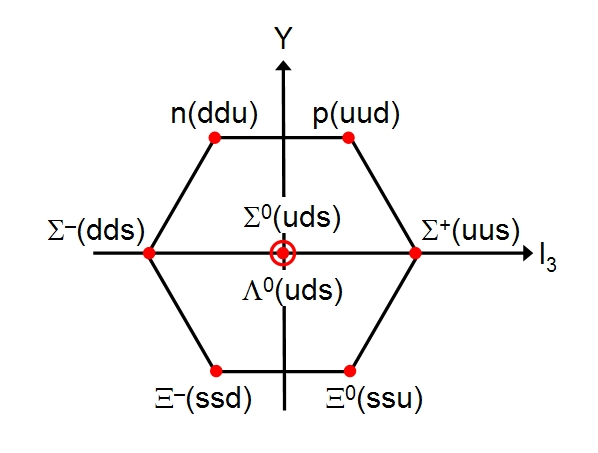 Y
n(ddu) p(uud)
Σ⁰(uds)
Σ⁻(dds) Σ⁺(uus)
I₃
Λ⁰(uds)
Ξ⁻(ssd) Ξ⁰(ssu)